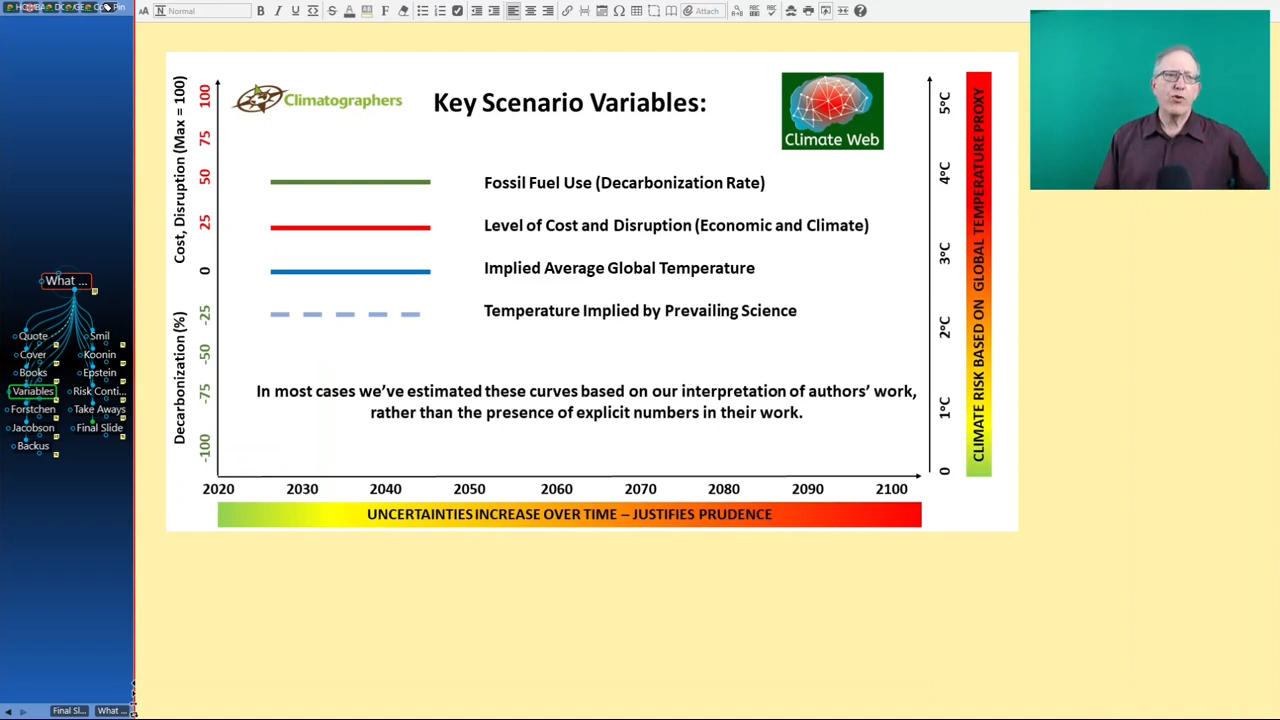 Normal
Attach
What ...
Quote
Cover
Books
Variables
Forstchen
Jacobson
Backus
Smil
Koonin
Epstein
Risk Conti...
Take Aways
Final Slide
Final Sl...
What ...
Climatographers
Key Scenario Variables:
Climate Web
Cost, Disruption (Max = 100)
100
75
50
25
0
Decarbonization (%)
-25
-50
-75
-100
Fossil Fuel Use (Decarbonization Rate)
Level of Cost and Disruption (Economic and Climate)
Implied Average Global Temperature
Temperature Implied by Prevailing Science
In most cases we've estimated these curves based on our interpretation of authors' work,
rather than the presence of explicit numbers in their work.
5°C
4°C
3°C
2°C
1°C
0
CLIMATE RISK BASED ON GLOBAL TEMPERATURE PROXY
2020 2030 2040 2050 2060 2070 2080 2090 2100
UNCERTAINTIES INCREASE OVER TIME – JUSTIFIES PRUDENCE